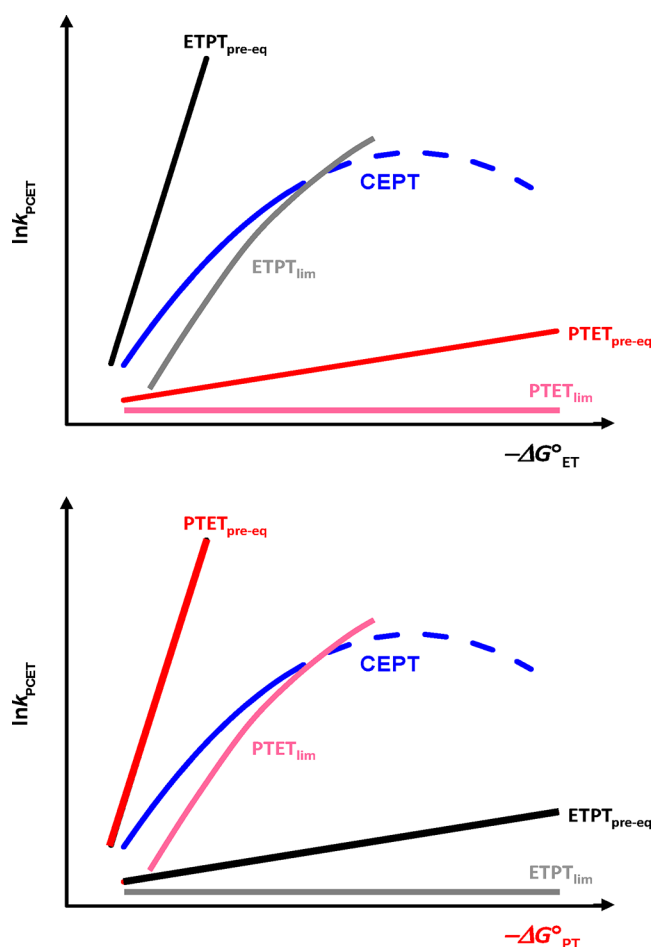 ETPTpre-eq
CEPT
ETPTlim
lnkPCET
PTETpre-eq
PTETlim
−ΔG°ET
PTETpre-eq
CEPT
PTETlim
lnkPCET
ETPTpre-eq
ETPTlim
−ΔG°PT